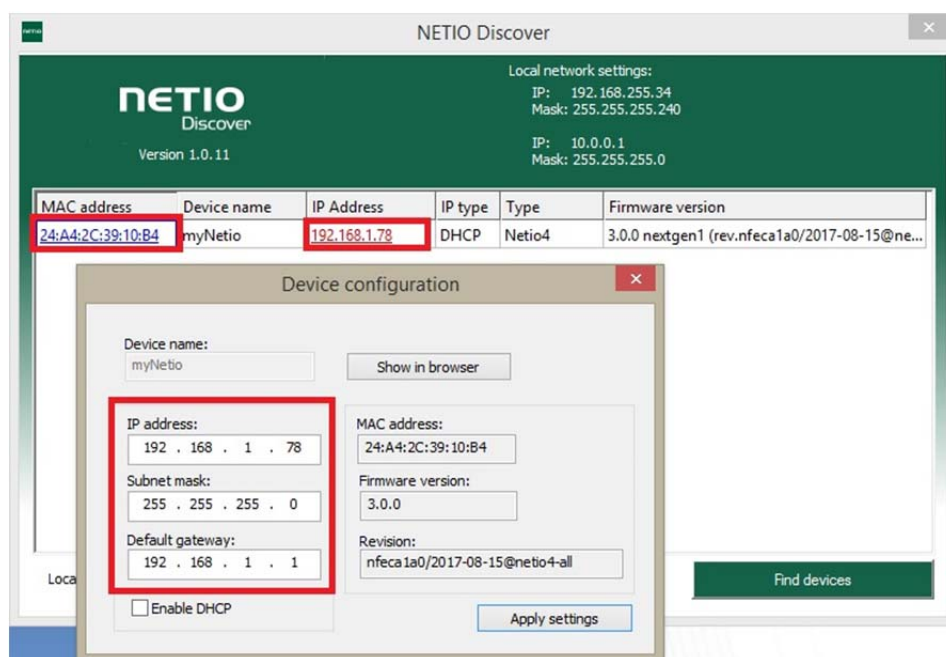 NETIO
NETIO Discover
NETIO
Discover
Version 1.0.11
Local network settings:
IP: 192.168.255.34
Mask: 255.255.255.240
IP: 10.0.0.1
Mask: 255.255.255.0
MAC address Device name IP Address IP type Type Firmware version
24:A4:2C:39:10:B4 myNetio 192.168.1.78 DHCP Netio4 3.0.0 nextgen1 (rev.nfeca1a0/2017-08-15@ne...
Device configuration
Device name:
myNetio
Show in browser
IP address:
192 . 168 . 1 . 78
MAC address:
24:A4:2C:39:10:B4
Subnet mask:
255 . 255 . 255 . 0
Firmware version:
3.0.0
Default gateway:
192 . 168 . 1 . 1
Revision:
nfeca1a0/2017-08-15@netio4-all
Loca
Find devices
Enable DHCP
Apply settings